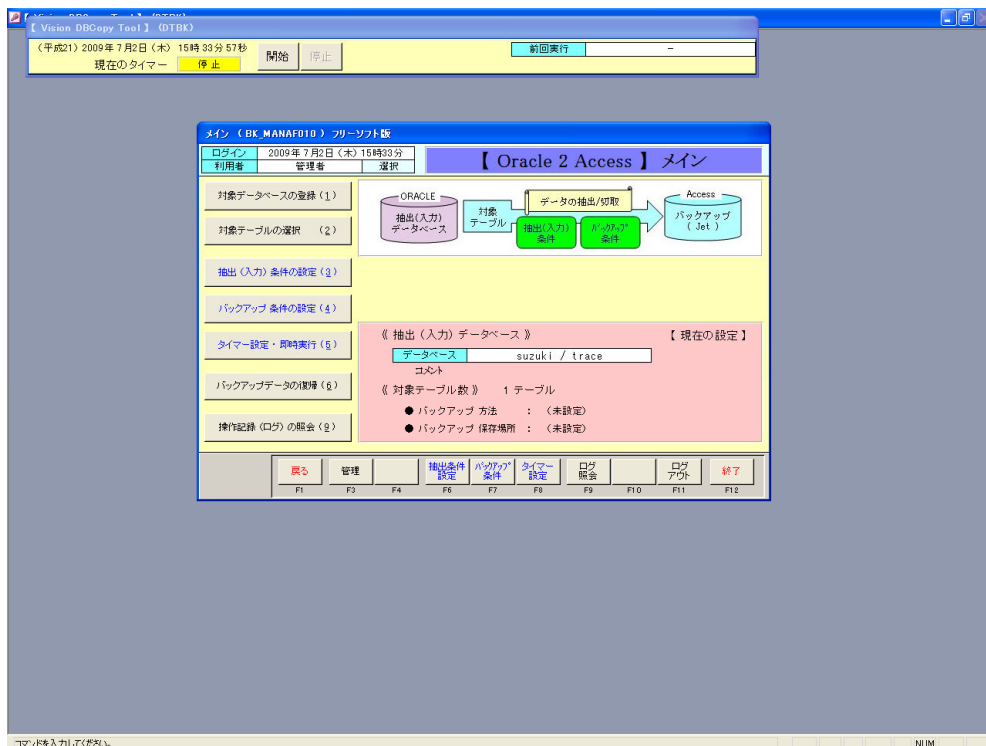 【 Vision DBCopy Tool 】 (DTBK)
(平成21) 2009年 7月2日 (木) 15時 33分 57秒
現在のタイマー 停 止
開始
停止
前回実行 －
メイン ( BK_MANAF010 ) フリーソフト版
ログイン 2009年 7月2日 (木) 15時33分
利用者 管理者 選択
【 Oracle 2 Access 】 メイン
対象データベースの登録 (1)
対象テーブルの選択 (2)
抽出 (入力) 条件の設定 (3)
バックアップ 条件の設定 (4)
タイマー設定・即時実行 (5)
バックアップデータの復帰 (6)
操作記録 (ログ) の照会 (9)
ORACLE
抽出(入力)
データベース
対象
テーブル
データの抽出/切取
抽出(入力)
条件
バックアップ
条件
Access
バックアップ
( Jet )
《 抽出 (入力) データベース 》 【 現在の設定 】
データベース suzuki / trace
コメント
《 対象テーブル数 》 1 テーブル
● バックアップ 方法 : (未設定)
● バックアップ 保存場所 : (未設定)
戻る
管理
抽出条件
設定
バックアップ
条件
タイマー
設定
ログ
照会
ログ
アウト
終了
F1 F3 F4 F6 F7 F8 F9 F10 F11 F12
コマンドを入力してください。
NUM